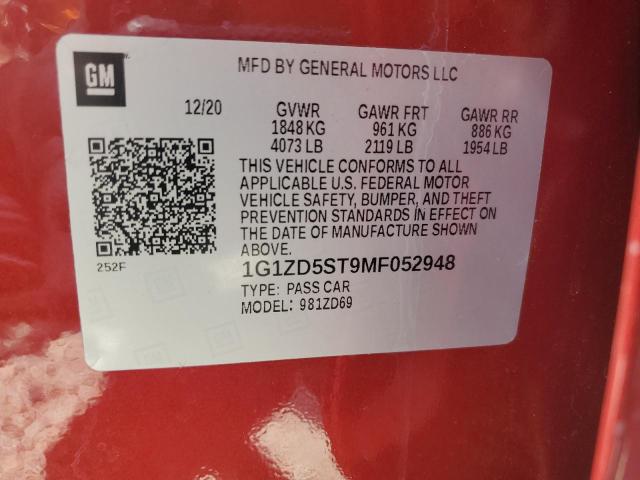 GM
MFD BY GENERAL MOTORS LLC
12/20 GVWR GAWR FRT GAWR RR
1848 KG 961 KG 886 KG
4073 LB 2119 LB 1954 LB
THIS VEHICLE CONFORMS TO ALL
APPLICABLE U.S. FEDERAL MOTOR
VEHICLE SAFETY, BUMPER, AND THEFT
PREVENTION STANDARDS IN EFFECT ON
THE DATE OF MANUFACTURE SHOWN
ABOVE.
252F
1G1ZD5ST9MF052948
TYPE: PASS CAR
MODEL: 981ZD69